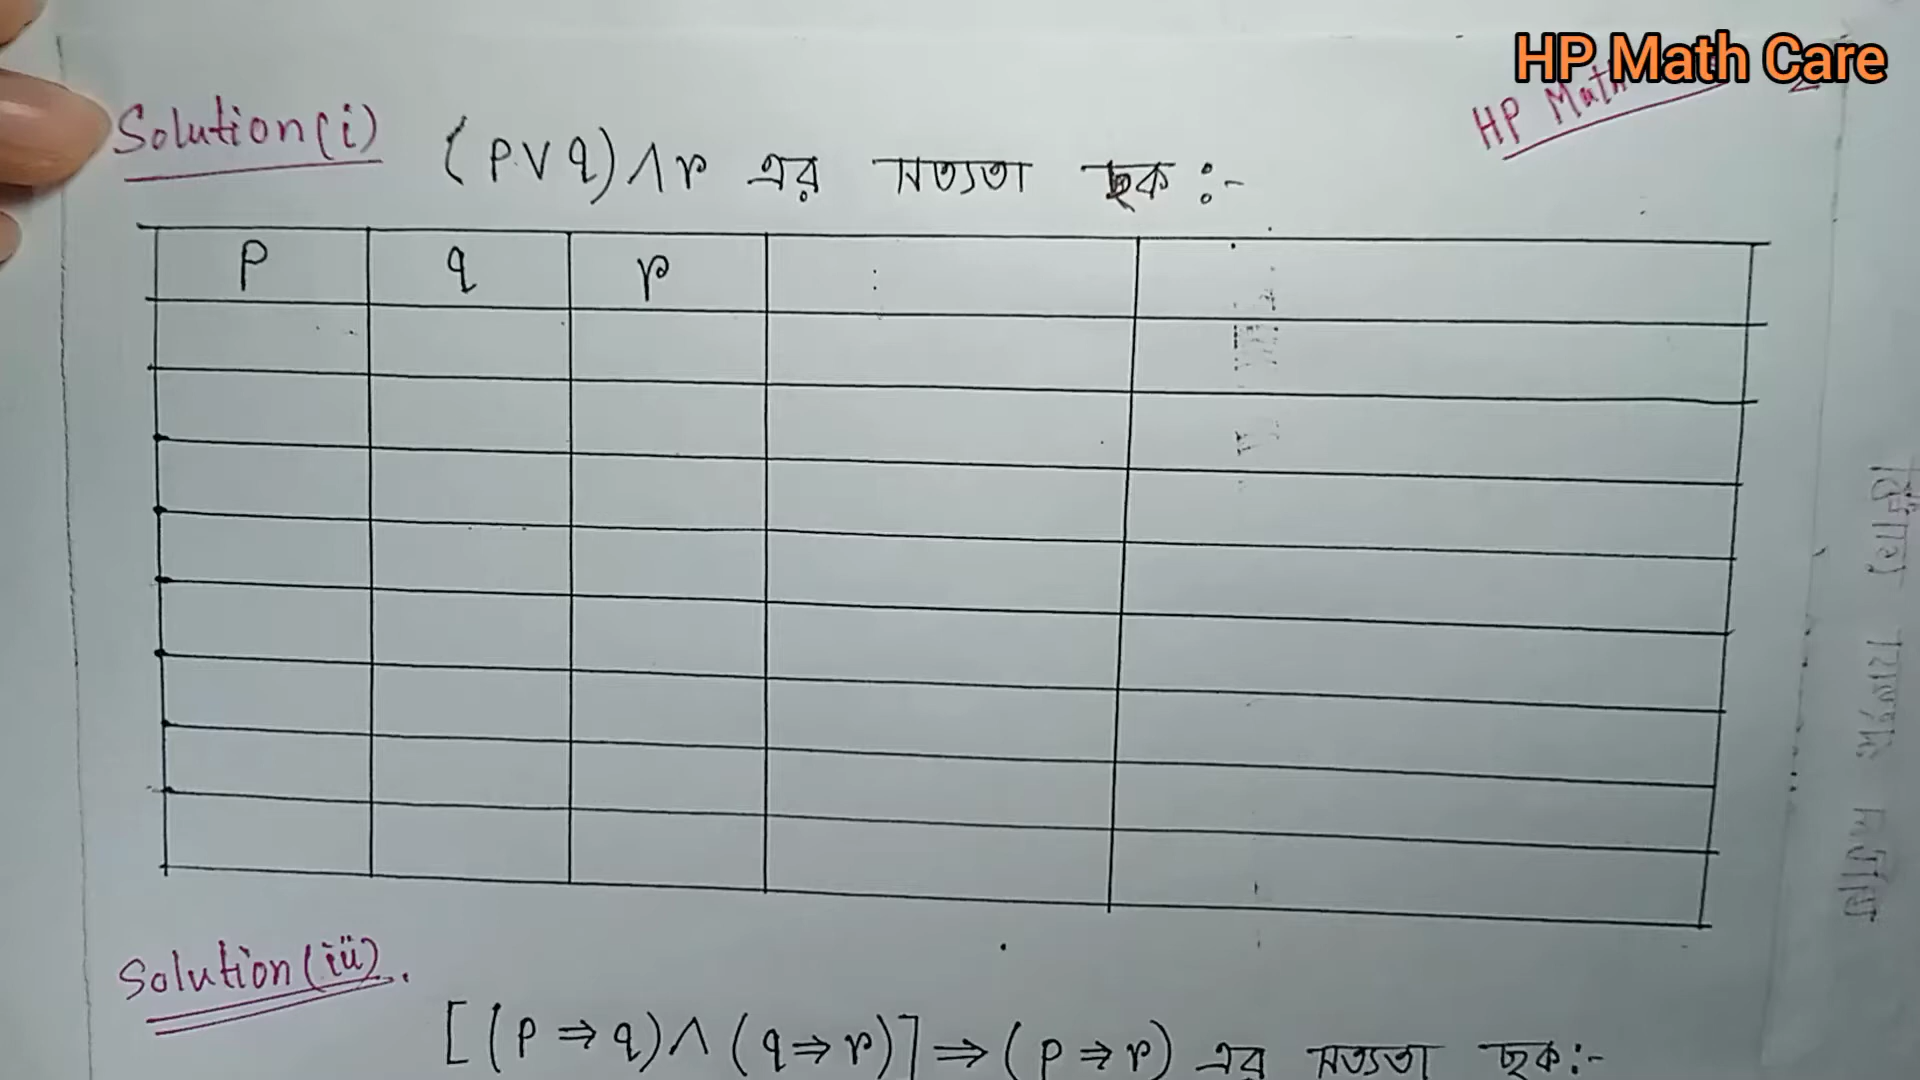 HP Math Care
HP Math
Solution(i) (p∨q)∧r এর সত্যতা ছক :-
p q r
Solution(iii).
[(p⇒q)∧(q⇒r)]⇒(p⇒r) এর সত্যতা ছক:-